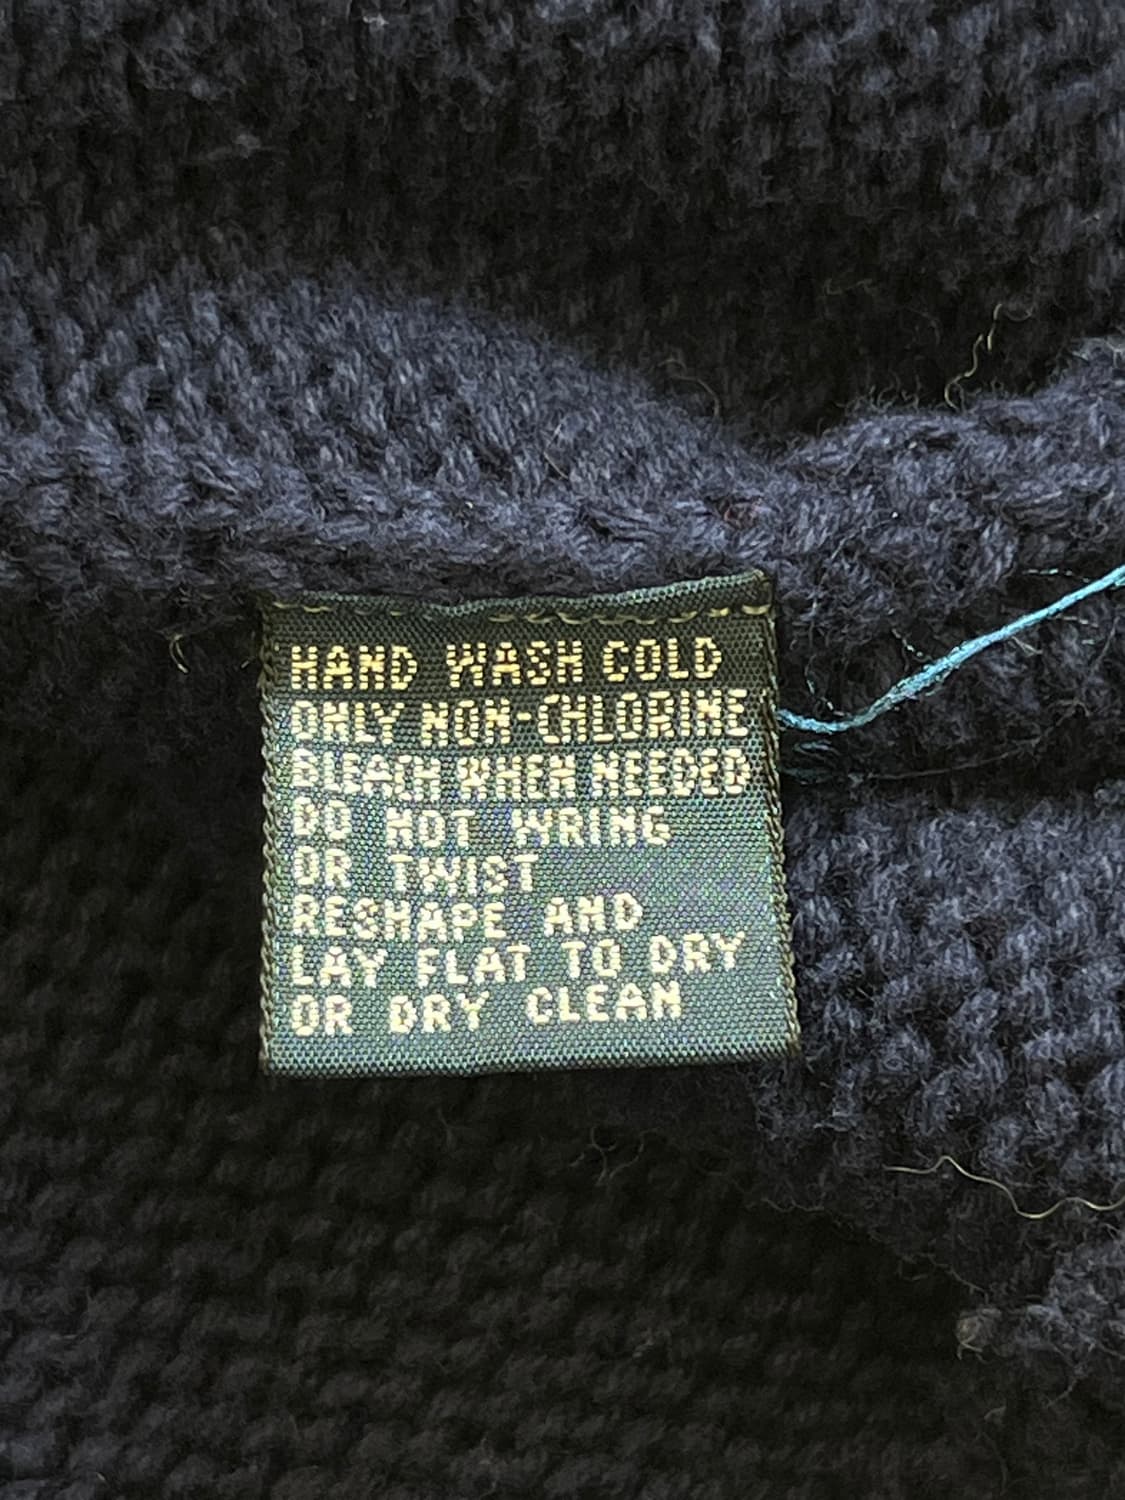 HAND WASH COLD
ONLY NON-CHLORINE
BLEACH WHEN NEEDED
DO NOT WRING
OR TWIST
RESHAPE AND
LAY FLAT TO DRY
OR DRY CLEAN